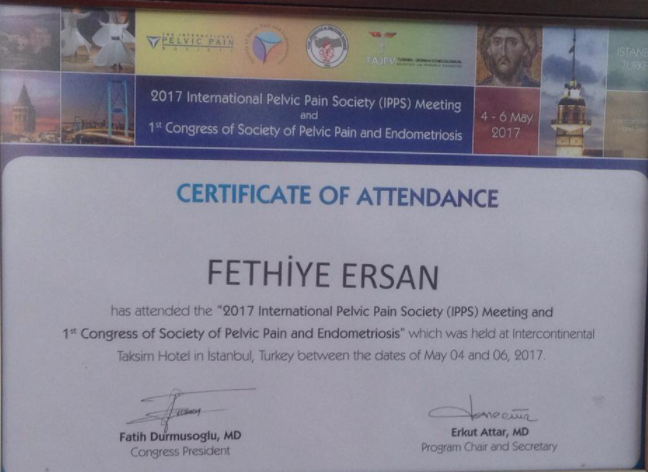 THE INTERNATIONAL
PELVIC PAIN
SOCIETY
2017 International Pelvic Pain Society (IPPS) Meeting
and
1st Congress of Society of Pelvic Pain and Endometriosis
4 - 6 May
2017
CERTIFICATE OF ATTENDANCE
FETHİYE ERSAN
has attended the "2017 International Pelvic Pain Society (IPPS) Meeting and
1st Congress of Society of Pelvic Pain and Endometriosis" which was held at Intercontinental
Taksim Hotel in İstanbul, Turkey between the dates of May 04 and 06, 2017.
Fatih Durmusoglu, MD
Congress President
Erkut Attar, MD
Program Chair and Secretary